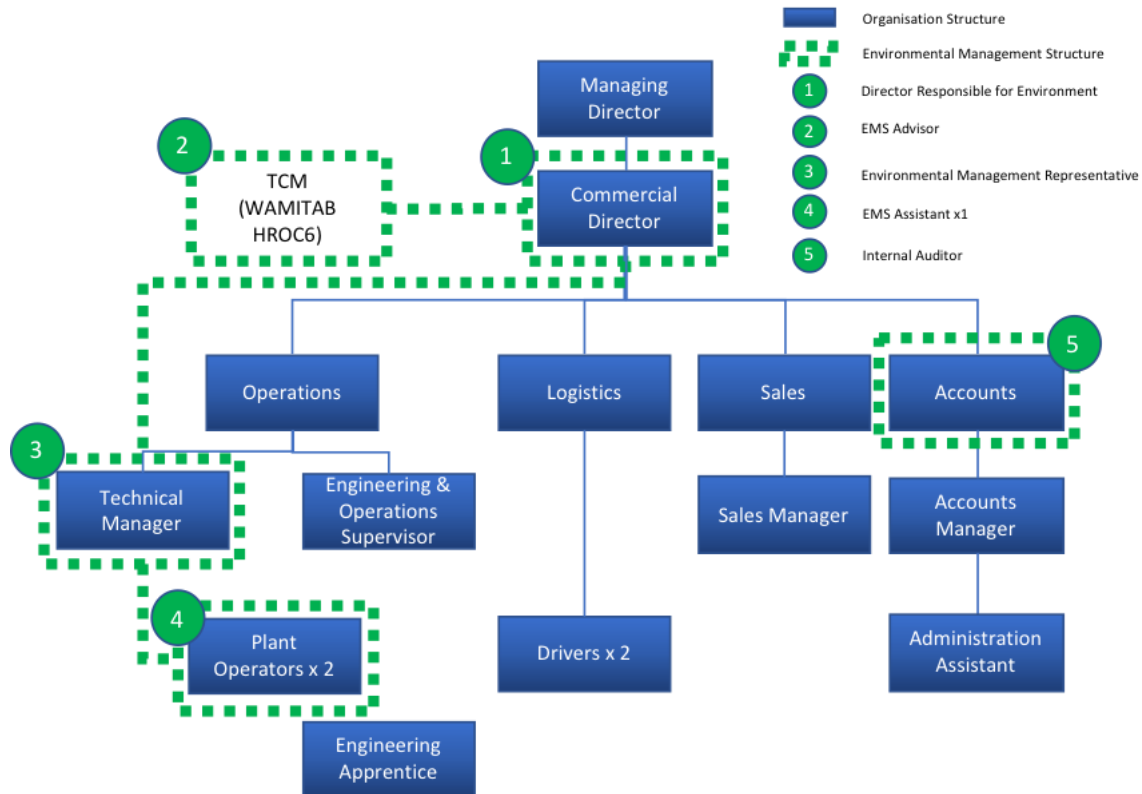 Organisation Structure
Environmental Management Structure
1
Director Responsible for Environment
2
EMS Advisor
3
Environmental Management Representative
4
EMS Assistant x1
5
Internal Auditor
Managing
Director
2
TCM
(WAMITAB
HROC6)
1
Commercial
Director
Operations
Logistics
Sales
5
Accounts
3
Technical
Manager
Engineering &
Operations
Supervisor
Sales Manager
Accounts
Manager
4
Plant
Operators x 2
Drivers x 2
Administration
Assistant
Engineering
Apprentice